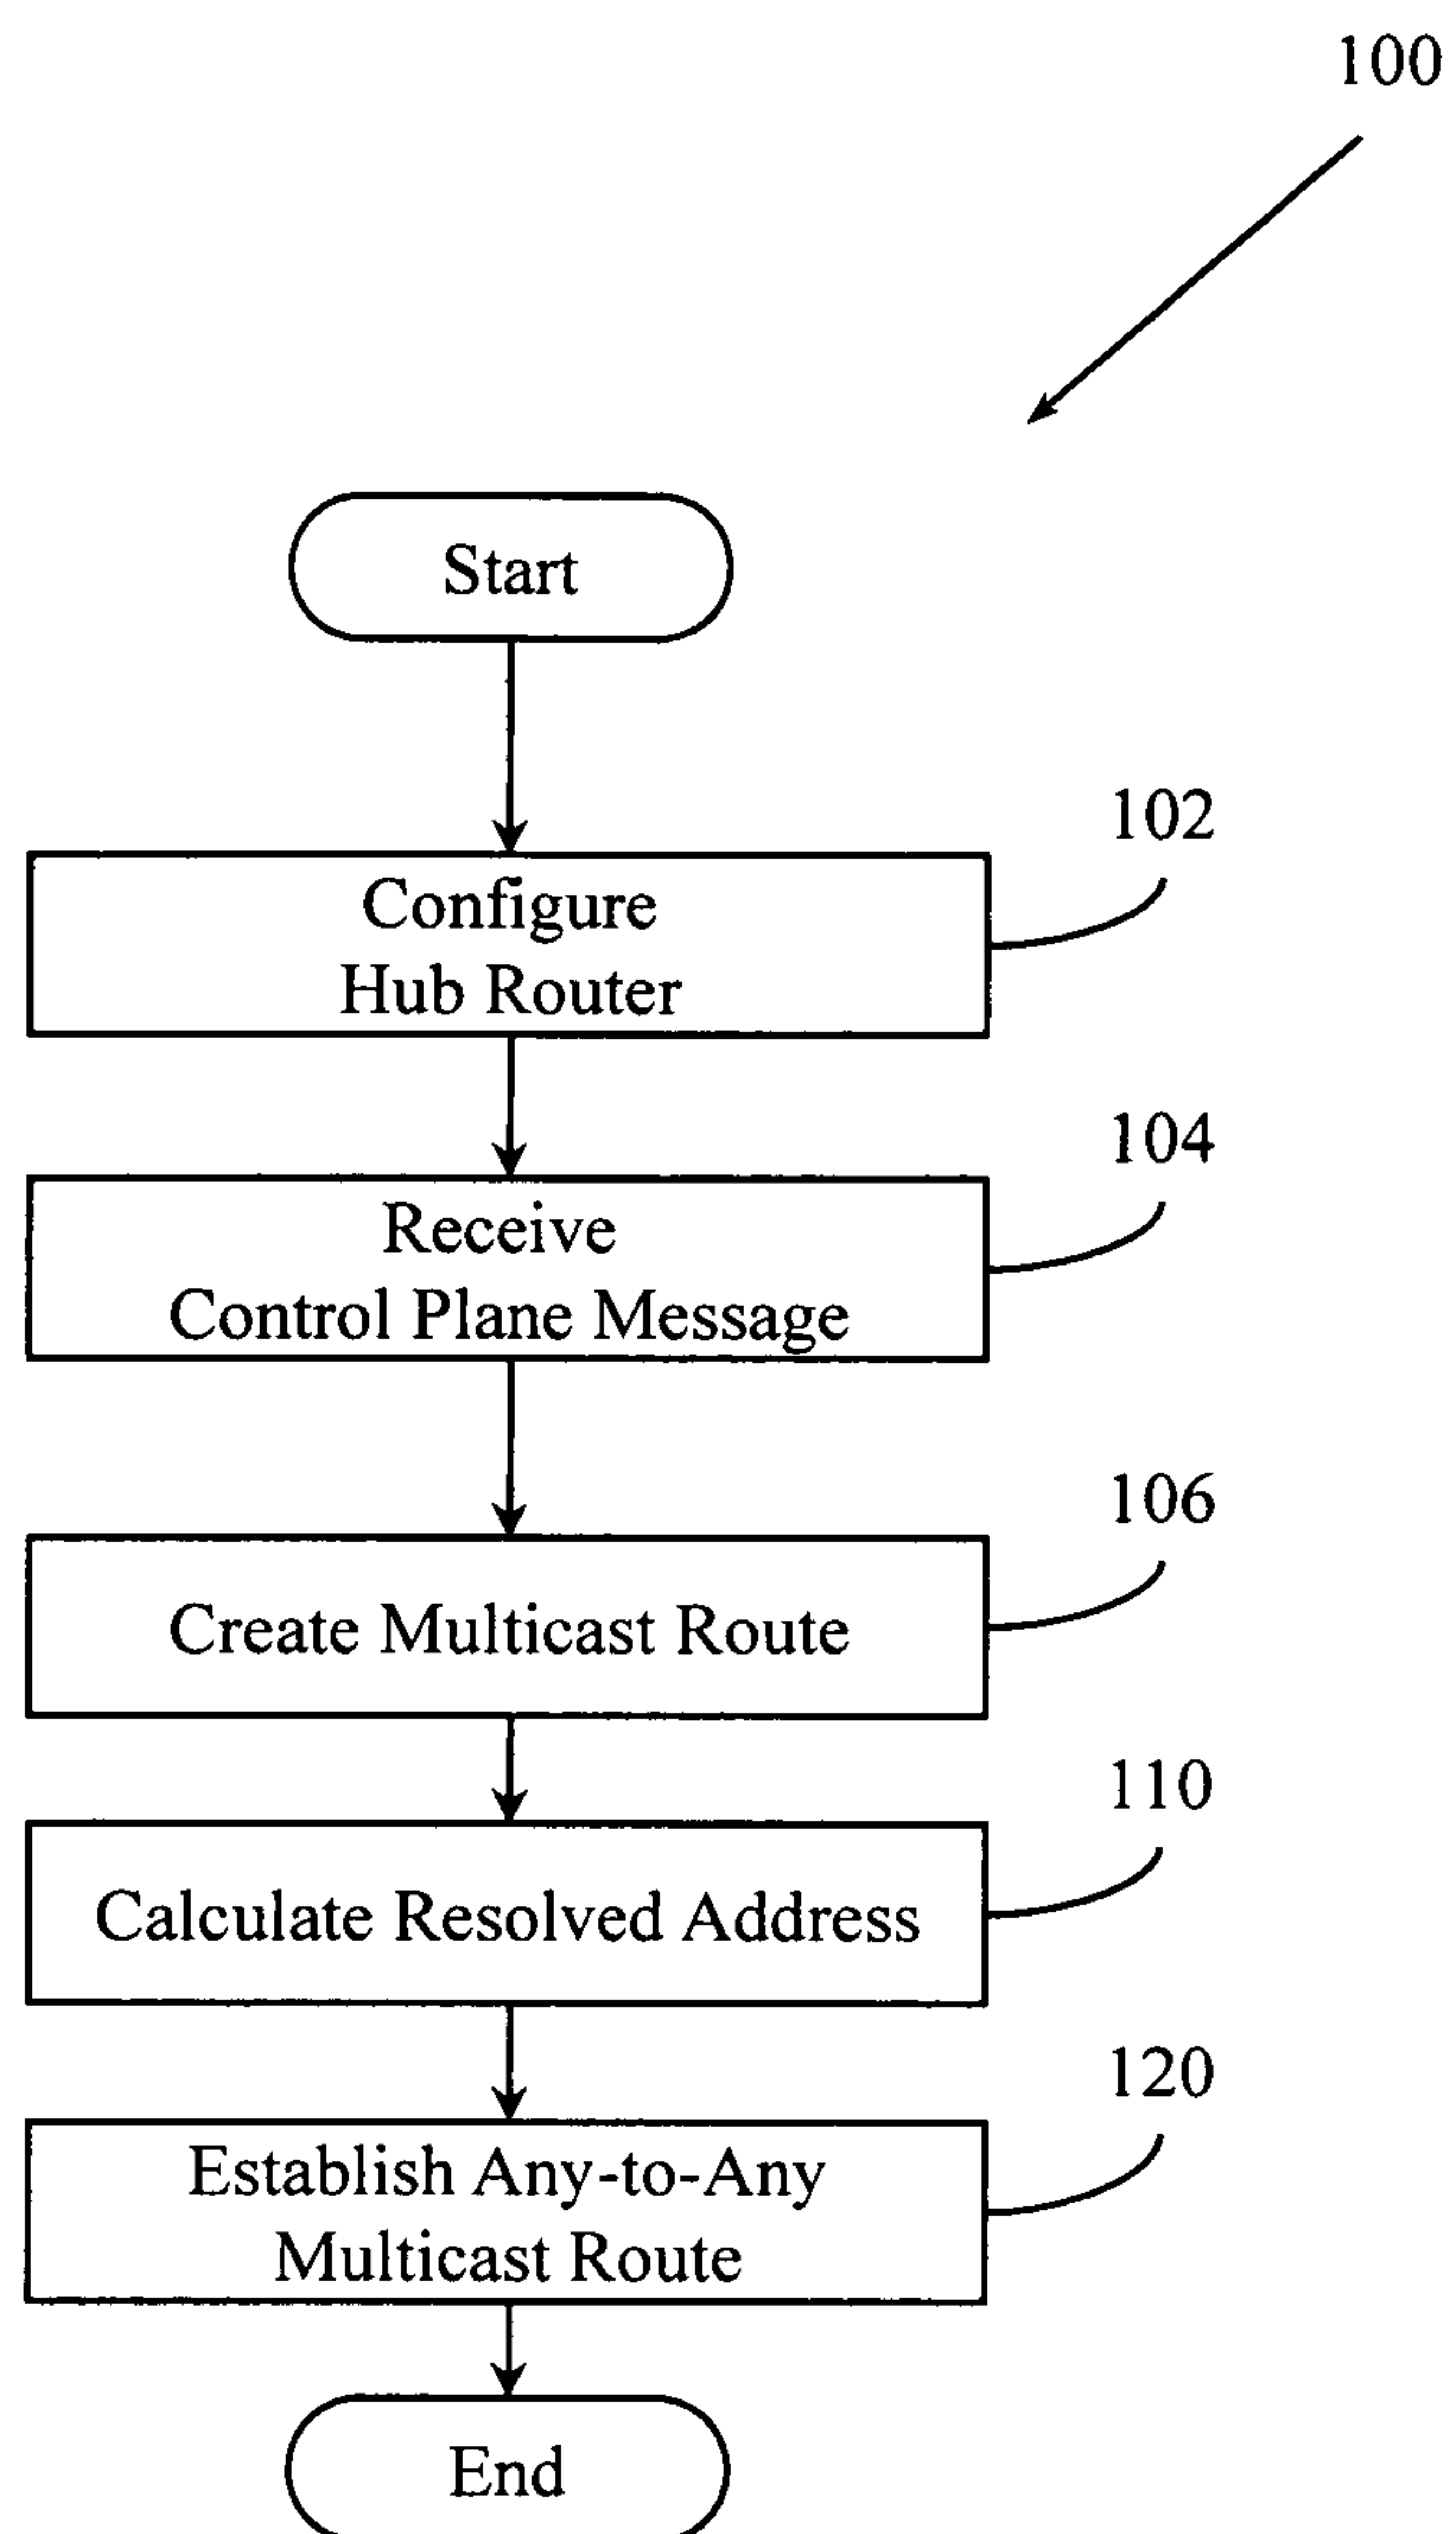 100
Start
102
Configure
Hub Router
104
Receive
Control Plane Message
106
Create Multicast Route
110
Calculate Resolved Address
120
Establish Any-to-Any
Multicast Route
End